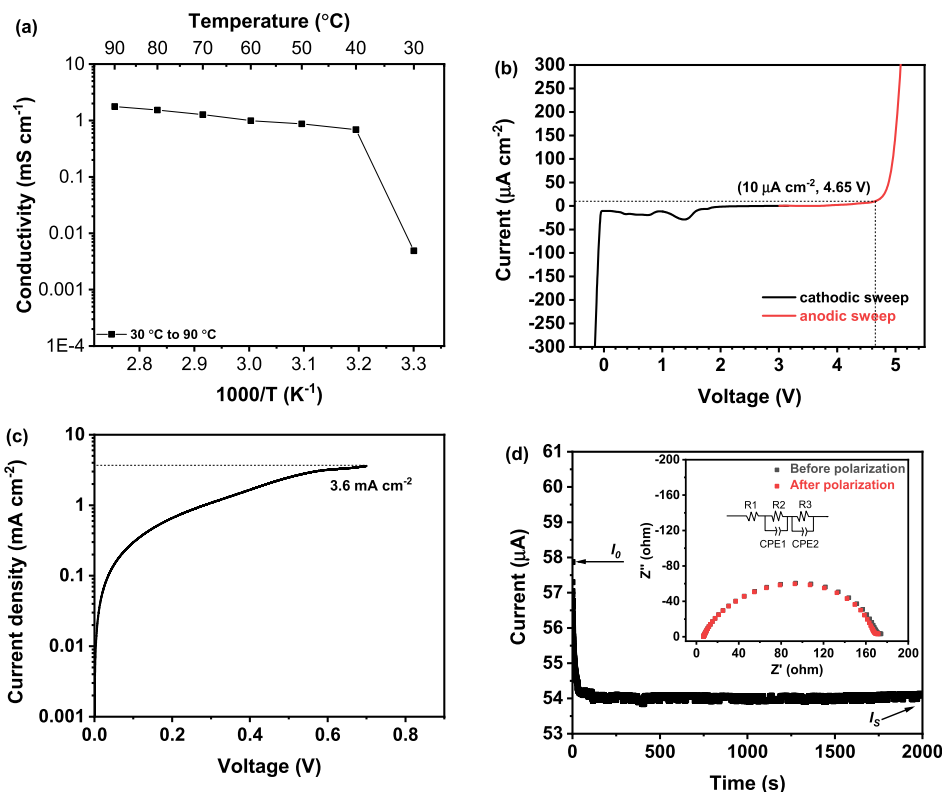 (a)
Temperature (°C)
90 80 70 60 50 40 30
Conductivity (mS cm-1)
10
1
0.1
0.01
0.001
1E-4
30 °C to 90 °C
2.8 2.9 3.0 3.1 3.2 3.3
1000/T (K-1)
(b)
Current (μA cm-2)
300
250
200
150
100
50
0
-50
-100
-150
-200
-250
-300
(10 μA cm-2, 4.65 V)
cathodic sweep
anodic sweep
0 1 2 3 4 5
Voltage (V)
(c)
Current density (mA cm-2)
10
1
0.1
0.01
0.001
3.6 mA cm-2
0.0 0.2 0.4 0.6 0.8
Voltage (V)
(d)
Current (μA)
61
60
59
58
57
56
55
54
53
I0
IS
0 500 1000 1500 2000
Time (s)
Before polarization
After polarization
R1 R2 R3
CPE1 CPE2
Z'' (ohm)
-200
-160
-120
-80
-40
0
0 40 80 120 160 200
Z' (ohm)